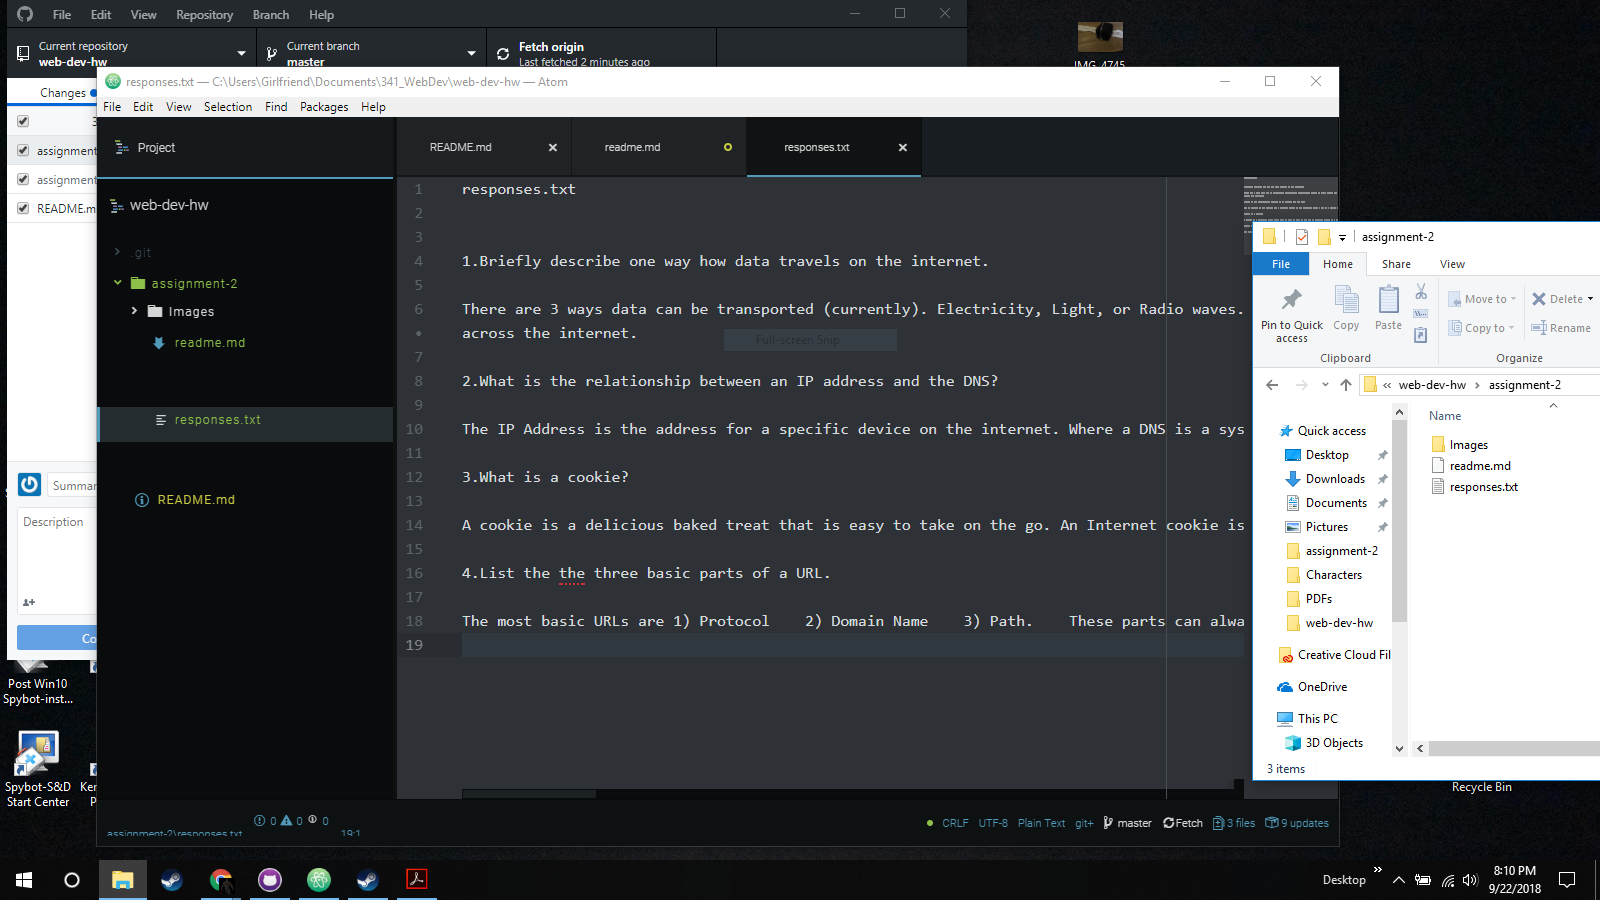 File Edit View Repository Branch Help
Current repository
web-dev-hw
Current branch
master
Fetch origin
Last fetched 2 minutes ago
IMG_4745
Changes
3
assignment
assignment
README.m
Summar
Description
Co
responses.txt — C:\Users\Girlfriend\Documents\341_WebDev\web-dev-hw — Atom
File Edit View Selection Find Packages Help
Project
web-dev-hw
.git
assignment-2
Images
readme.md
responses.txt
README.md
README.md
readme.md
responses.txt
1 responses.txt
2
3
4 1.Briefly describe one way how data travels on the internet.
5
6 There are 3 ways data can be transported (currently). Electricity, Light, or Radio waves.
• across the internet.
Full-screen Snip
7
8 2.What is the relationship between an IP address and the DNS?
9
10 The IP Address is the address for a specific device on the internet. Where a DNS is a sys
11
12 3.What is a cookie?
13
14 A cookie is a delicious baked treat that is easy to take on the go. An Internet cookie is
15
16 4.List the the three basic parts of a URL.
17
18 The most basic URLs are 1) Protocol 2) Domain Name 3) Path. These parts can alwa
19
0 0 0
assignment-2\responses.txt 19:1
CRLF UTF-8 Plain Text git+ master Fetch 3 files 9 updates
assignment-2
File Home Share View
Pin to Quick
access
Copy
Paste
Move to
Copy to
Delete
Rename
Clipboard
Organize
« web-dev-hw › assignment-2
Quick access
Desktop
Downloads
Documents
Pictures
assignment-2
Characters
PDFs
web-dev-hw
Creative Cloud Fil
OneDrive
This PC
3D Objects
Name
Images
readme.md
responses.txt
3 items
Recycle Bin
Post Win10
Spybot-inst...
Spybot-S&D
Start Center
Ke
P
Desktop
8:10 PM
9/22/2018